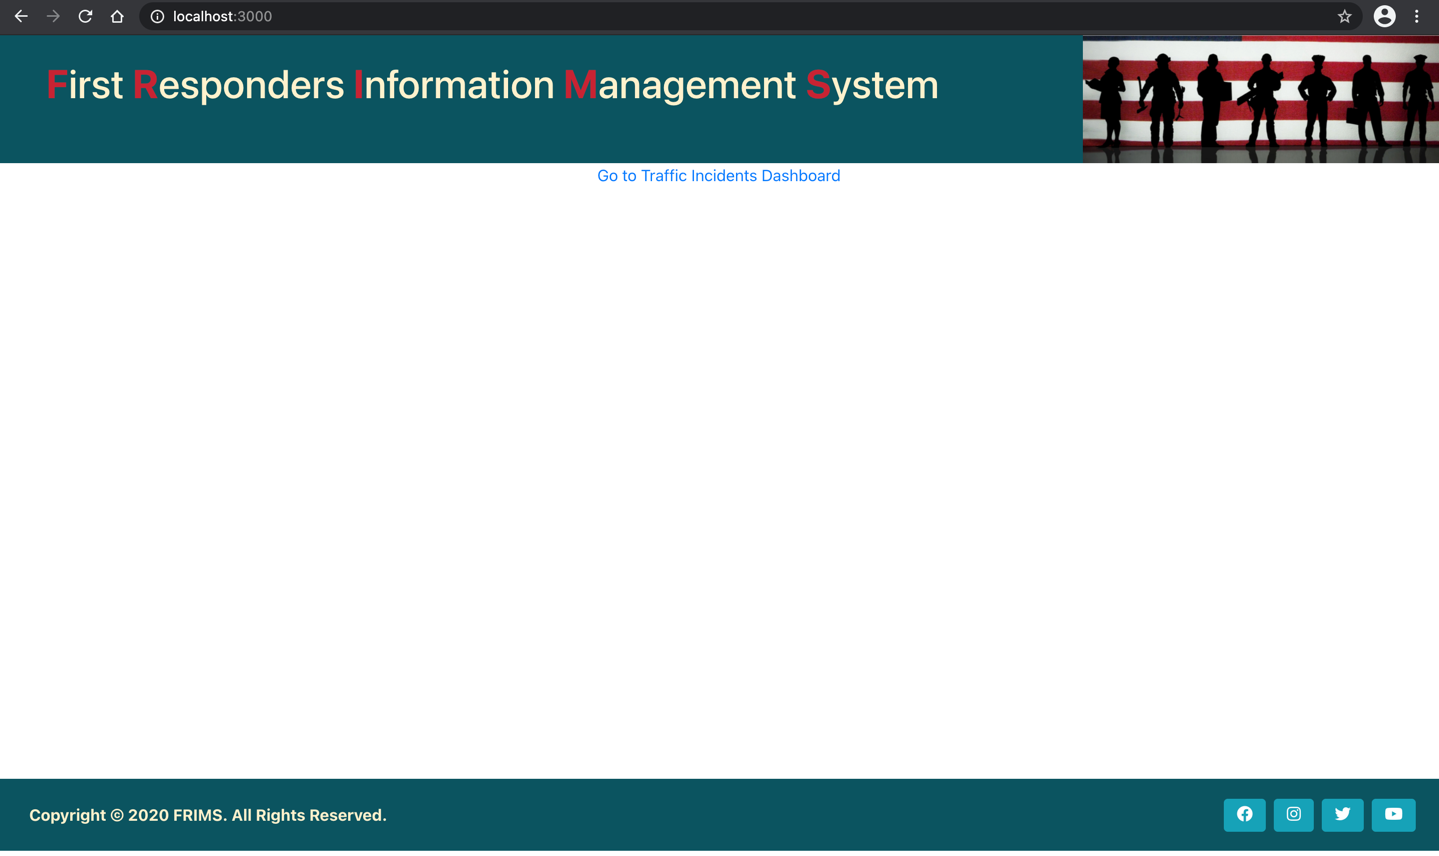 localhost:3000
First Responders Information Management System
Go to Traffic Incidents Dashboard
Copyright © 2020 FRIMS. All Rights Reserved.